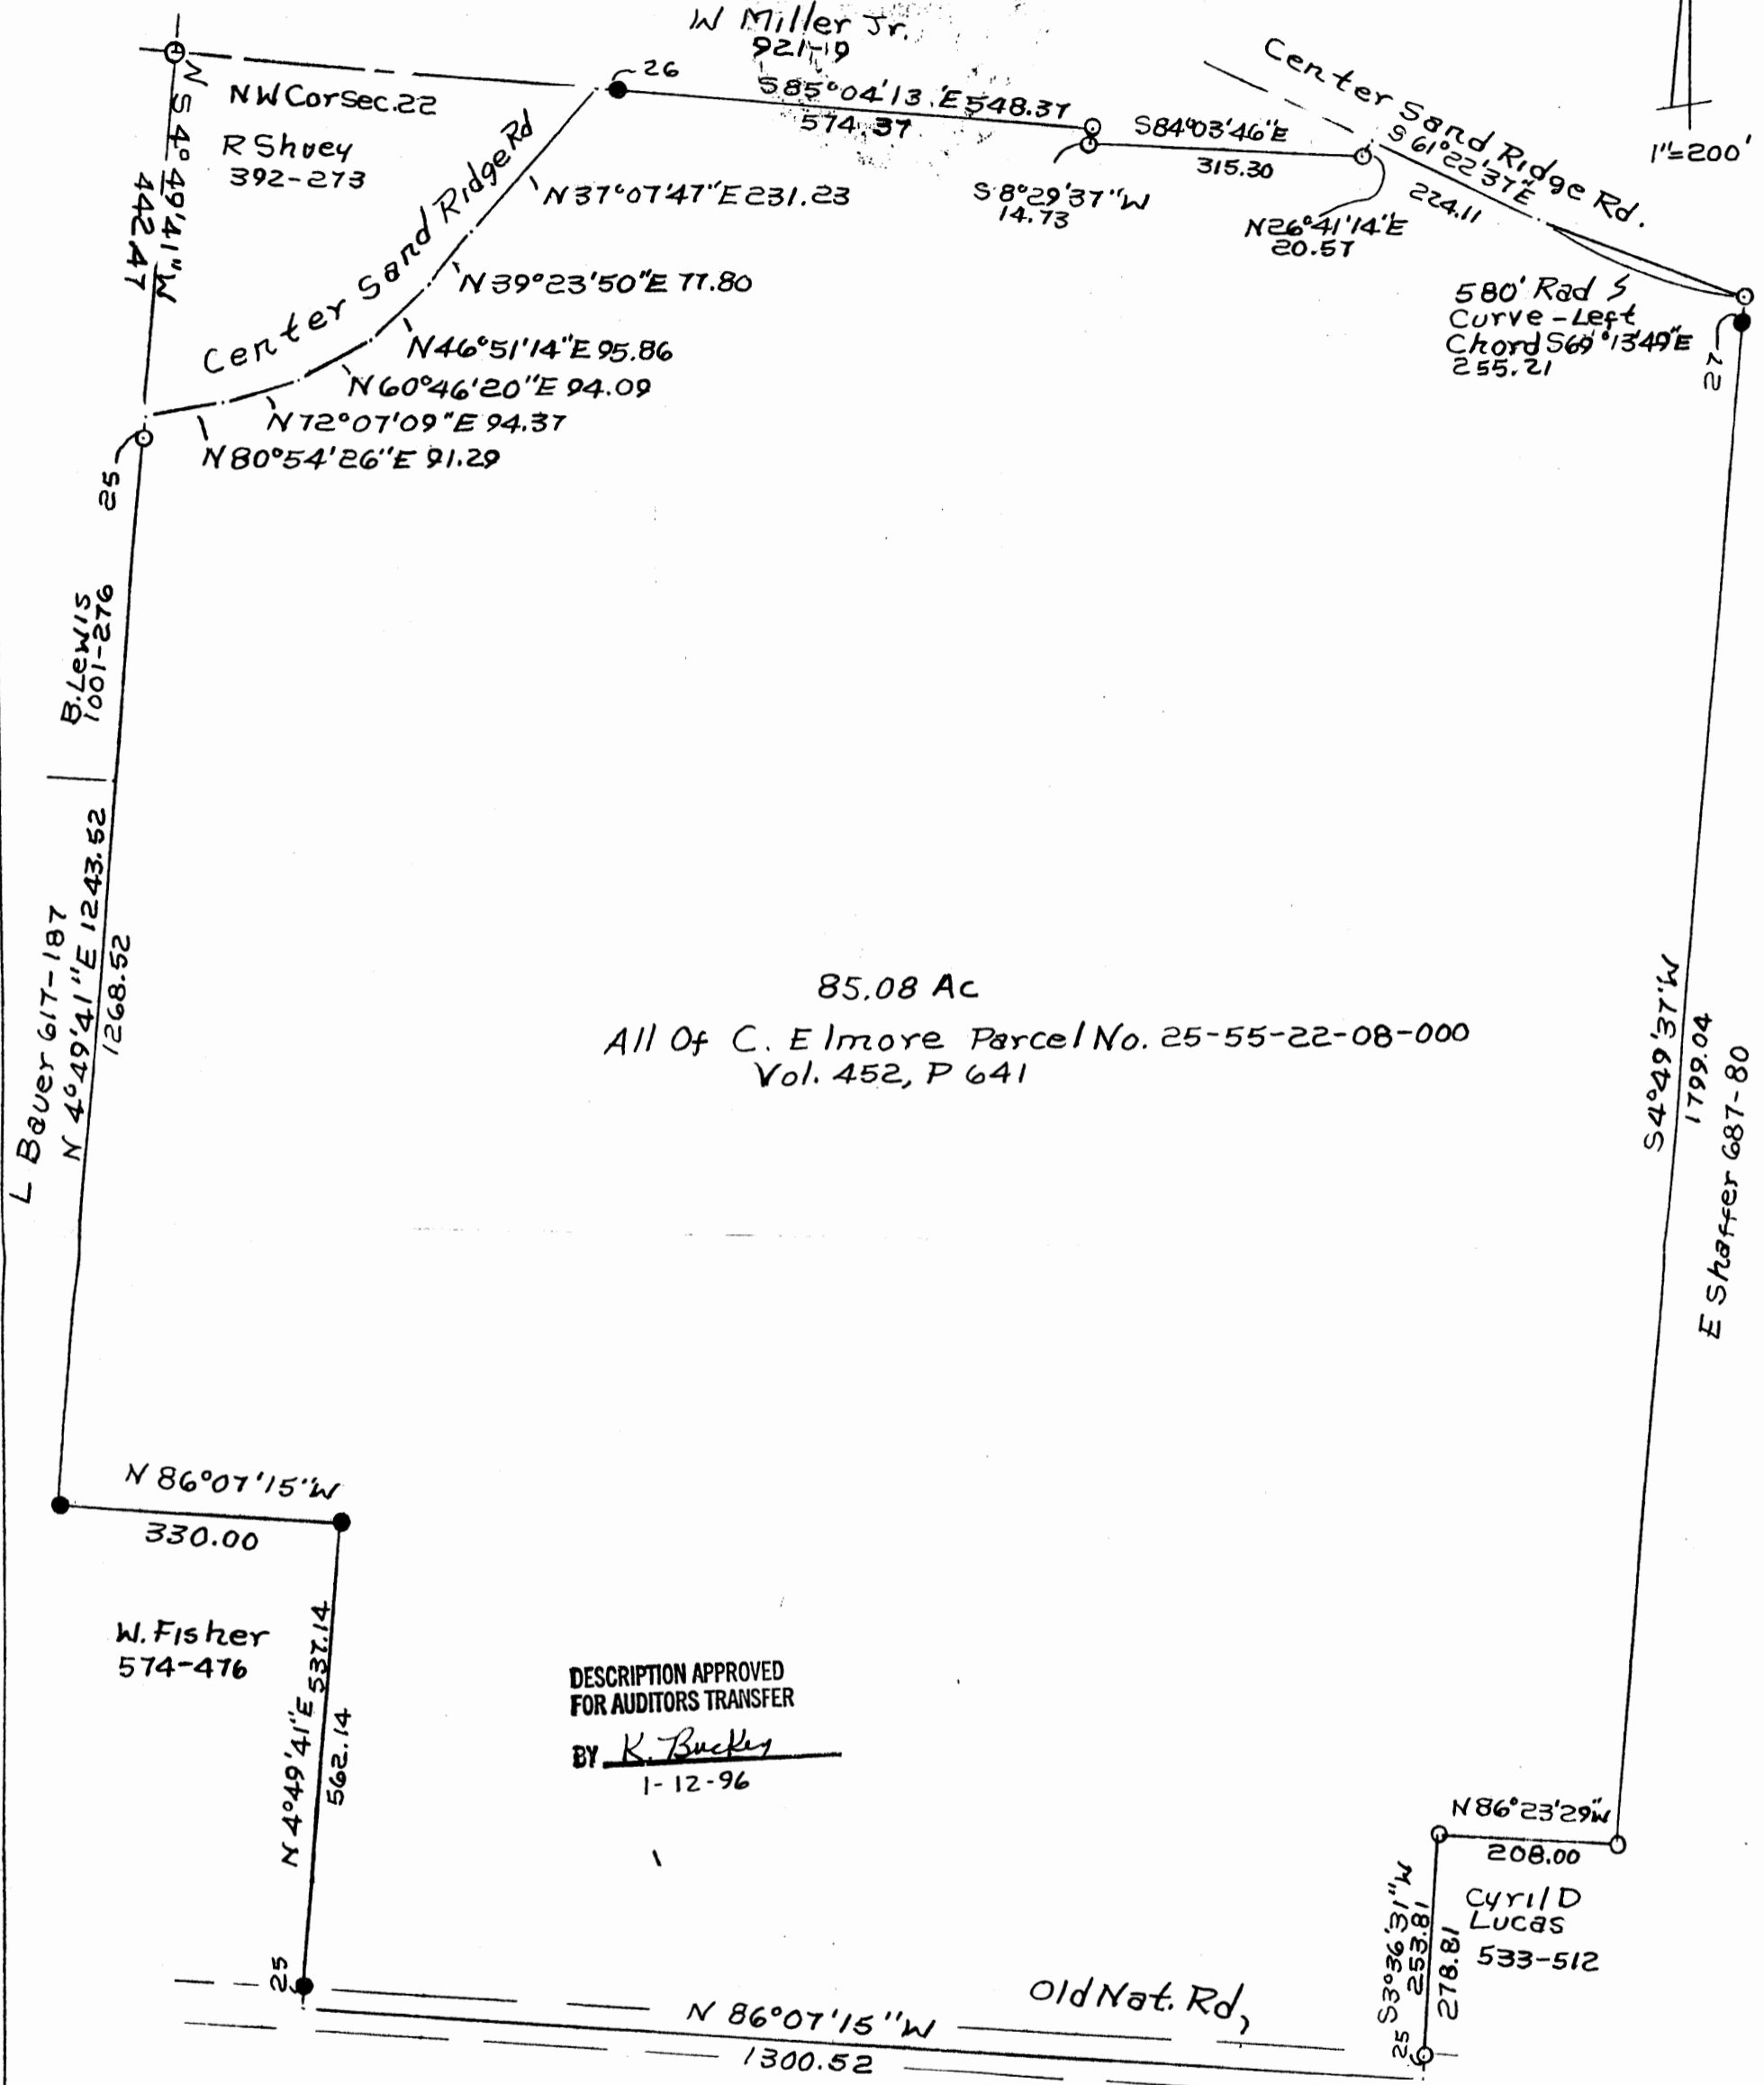 W Miller Jr.
921-19
26
S85°04'13"E 548.37
574.37
Center Sand Ridge Rd.
1"=200'
NW Cor Sec. 22
R Shuey
392-273
S4°49'41"W
442.47
Center Sand Ridge Rd
N37°07'47"E 231.23
N39°23'50"E 77.80
N46°51'14"E 95.86
N60°46'20"E 94.09
N72°07'09"E 94.37
N80°54'26"E 91.29
S84°03'46"E
315.30
S8°29'37"W
14.73
N26°41'14"E
20.57
S61°22'37"E
224.11
580' Rad
Curve-Left
Chord S69°13'49"E
255.21
22
25
B. Lewis
1001-276
L Bauer 617-187
N 4°49'41"E 1243.52
1268.52
85.08 Ac
All Of C. Elmore Parcel No. 25-55-22-08-000
Vol. 452, P 641
S4°49'37"W
1799.04
E Shaffer 687-80
N 86°07'15"W
330.00
W. Fisher
574-476
N 4°49'41"E 537.14
562.14
25
DESCRIPTION APPROVED
FOR AUDITORS TRANSFER
BY K. Buckey
1-12-96
N86°23'29"W
208.00
Cyril D
Lucas
533-512
S3°36'31"W
253.81
278.81
25
Old Nat. Rd,
N 86°07'15"W
1300.52